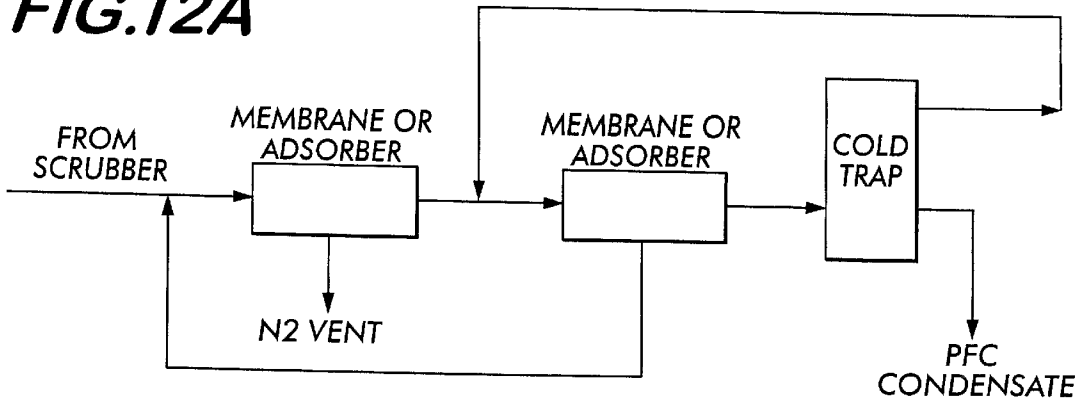 FIG.12A
FROM
SCRUBBER
MEMBRANE OR
ADSORBER
MEMBRANE OR
ADSORBER
COLD
TRAP
N2 VENT
PFC
CONDENSATE